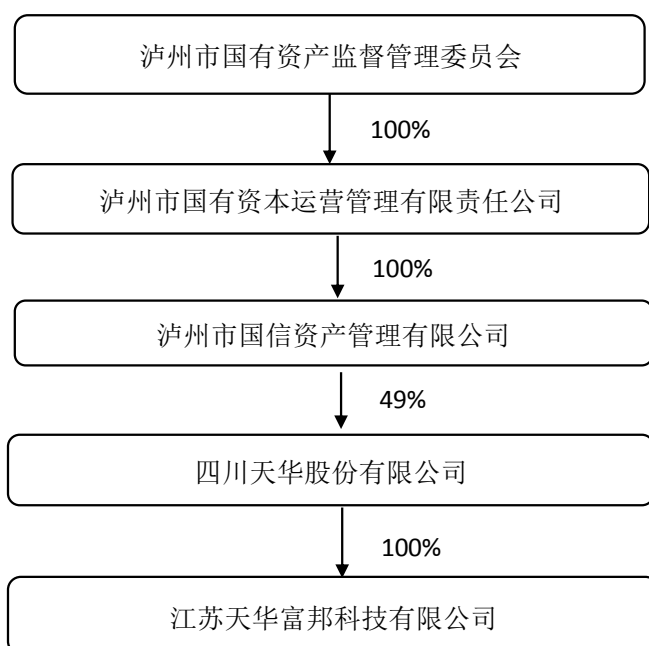 泸州市国有资产监督管理委员会
100%
泸州市国有资本运营管理有限责任公司
100%
泸州市国信资产管理有限公司
49%
四川天华股份有限公司
100%
江苏天华富邦科技有限公司